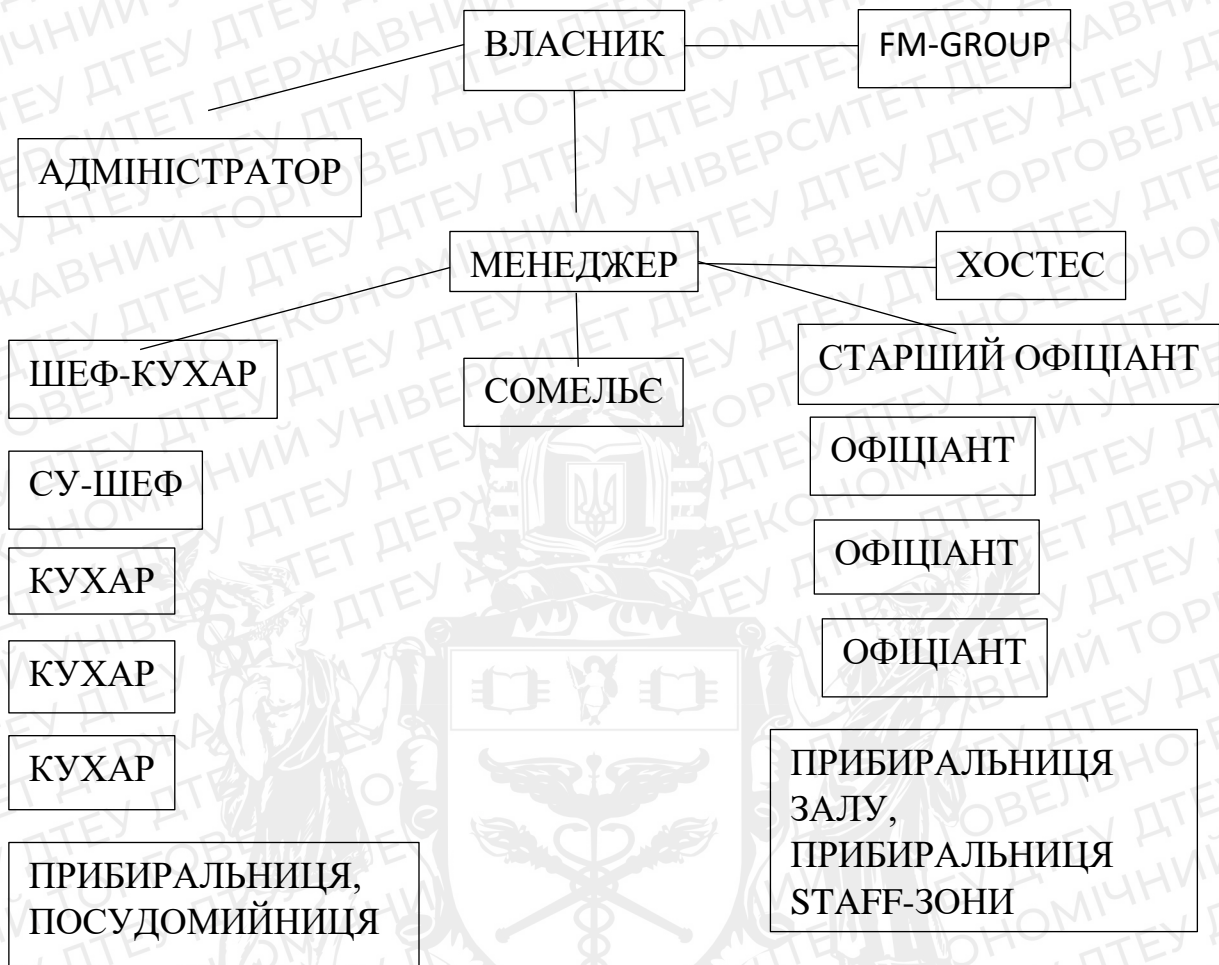 ВЛАСНИК
FM-GROUP
АДМІНІСТРАТОР
МЕНЕДЖЕР
ХОСТЕС
ШЕФ-КУХАР
СОМЕЛЬЄ
СТАРШИЙ ОФІЦІАНТ
ОФІЦІАНТ
СУ-ШЕФ
ОФІЦІАНТ
КУХАР
ОФІЦІАНТ
КУХАР
КУХАР
ПРИБИРАЛЬНИЦЯ
ЗАЛУ,
ПРИБИРАЛЬНИЦЯ
STAFF-ЗОНИ
ПРИБИРАЛЬНИЦЯ,
ПОСУДОМИЙНИЦЯ